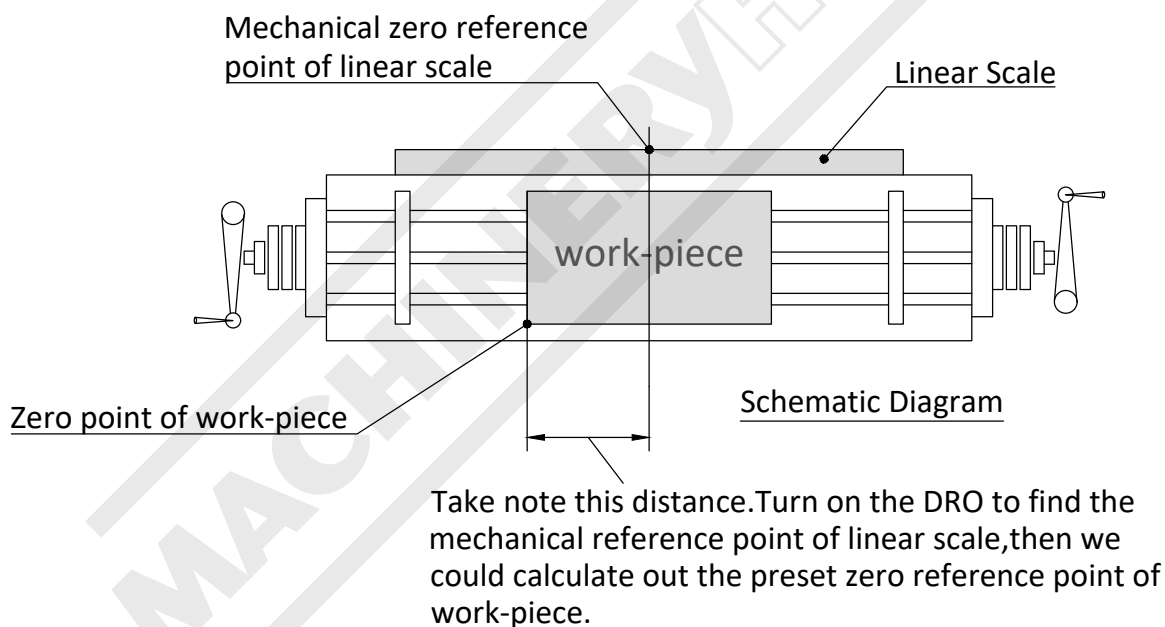 Mechanical zero reference
point of linear scale
Linear Scale
work-piece
Zero point of work-piece
Schematic Diagram
Take note this distance.Turn on the DRO to find the
mechanical reference point of linear scale,then we
could calculate out the preset zero reference point of
work-piece.
MACHINERYH